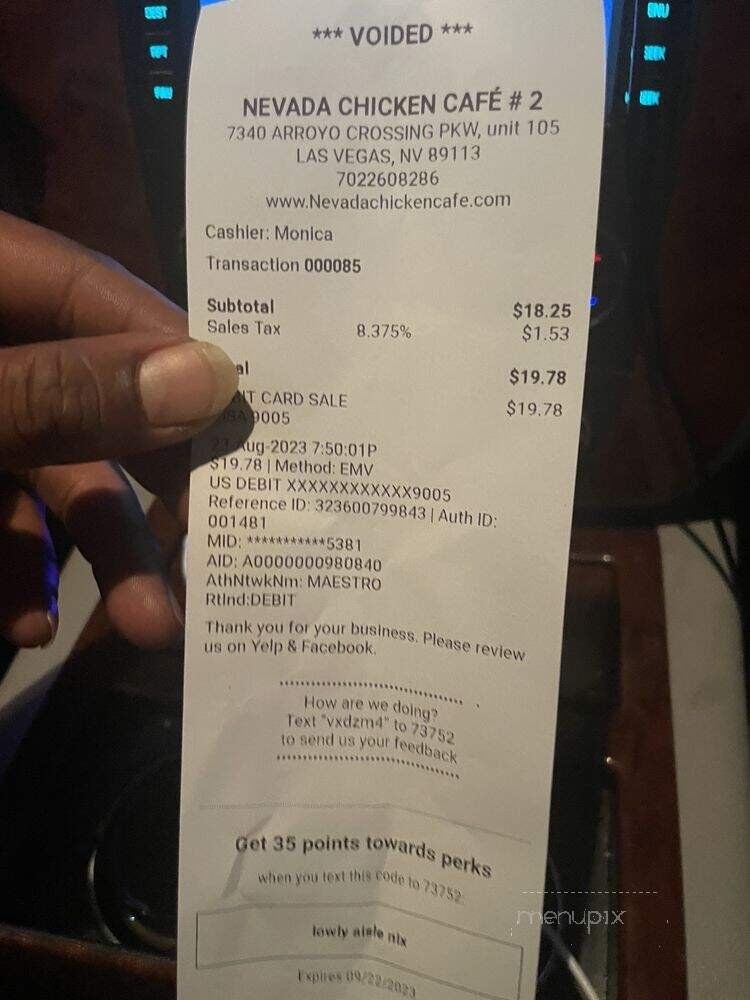 *** VOIDED ***
NEVADA CHICKEN CAFÉ # 2
7340 ARROYO CROSSING PKW, unit 105
LAS VEGAS, NV 89113
7022608286
www.Nevadachickencafe.com
Cashier: Monica
Transaction 000085
Subtotal $18.25
Sales Tax 8.375% $1.53
al $19.78
IT CARD SALE $19.78
9005
Aug-2023 7:50:01P
$19.78 | Method: EMV
US DEBIT XXXXXXXXXXXX9005
Reference ID: 323600799843 | Auth ID:
001481
MID: ***********5381
AID: A0000000980840
AthNtwkNm: MAESTRO
RtInd:DEBIT
Thank you for your business. Please review
us on Yelp & Facebook.
How are we doing?
Text "vxdzm4" to 73752
to send us your feedback
Get 35 points towards perks
when you text this code to 73752:
lowly aisle nix
Expires 09/22/2023
menupix